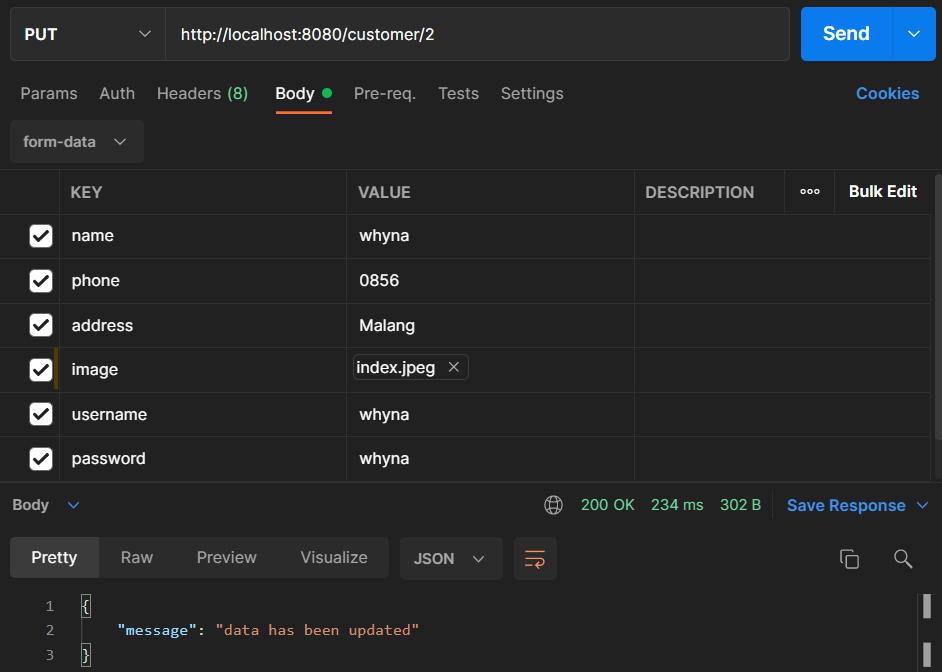 PUT http://localhost:8080/customer/2 Send
Params Auth Headers (8) Body Pre-req. Tests Settings Cookies
form-data
KEY VALUE DESCRIPTION Bulk Edit
name whyna
phone 0856
address Malang
image index.jpeg
username whyna
password whyna
Body 200 OK 234 ms 302 B Save Response
Pretty Raw Preview Visualize JSON
1 {
2 "message": "data has been updated"
3 }